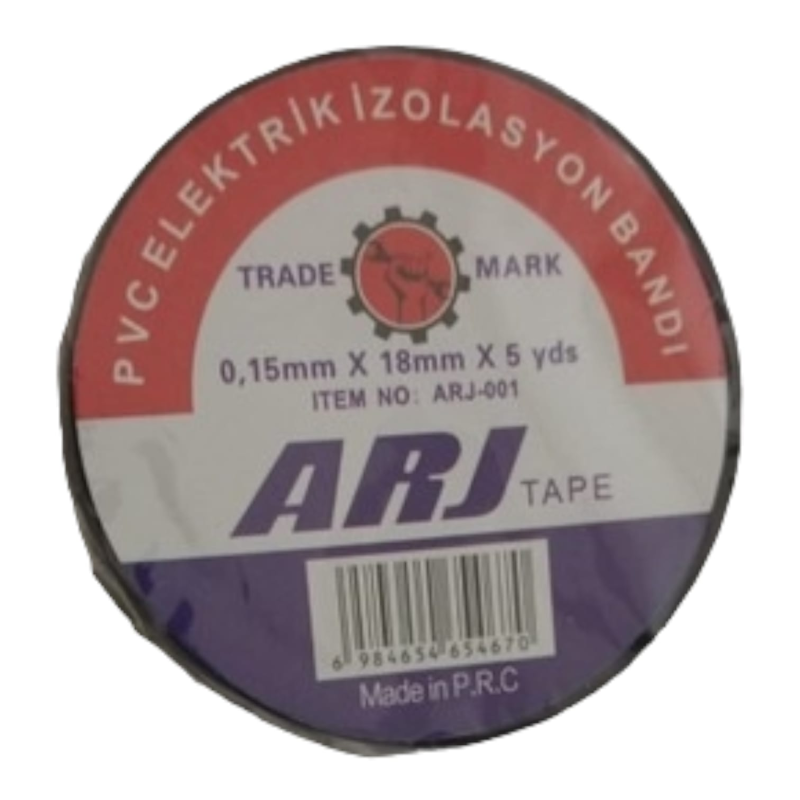 PVC ELEKTRİK İZOLASYON BANDI
TRADE MARK
0,15mm X 18mm X 5 yds
ITEM NO: ARJ-001
ARJ TAPE
6 984654 654670
Made in P.R.C